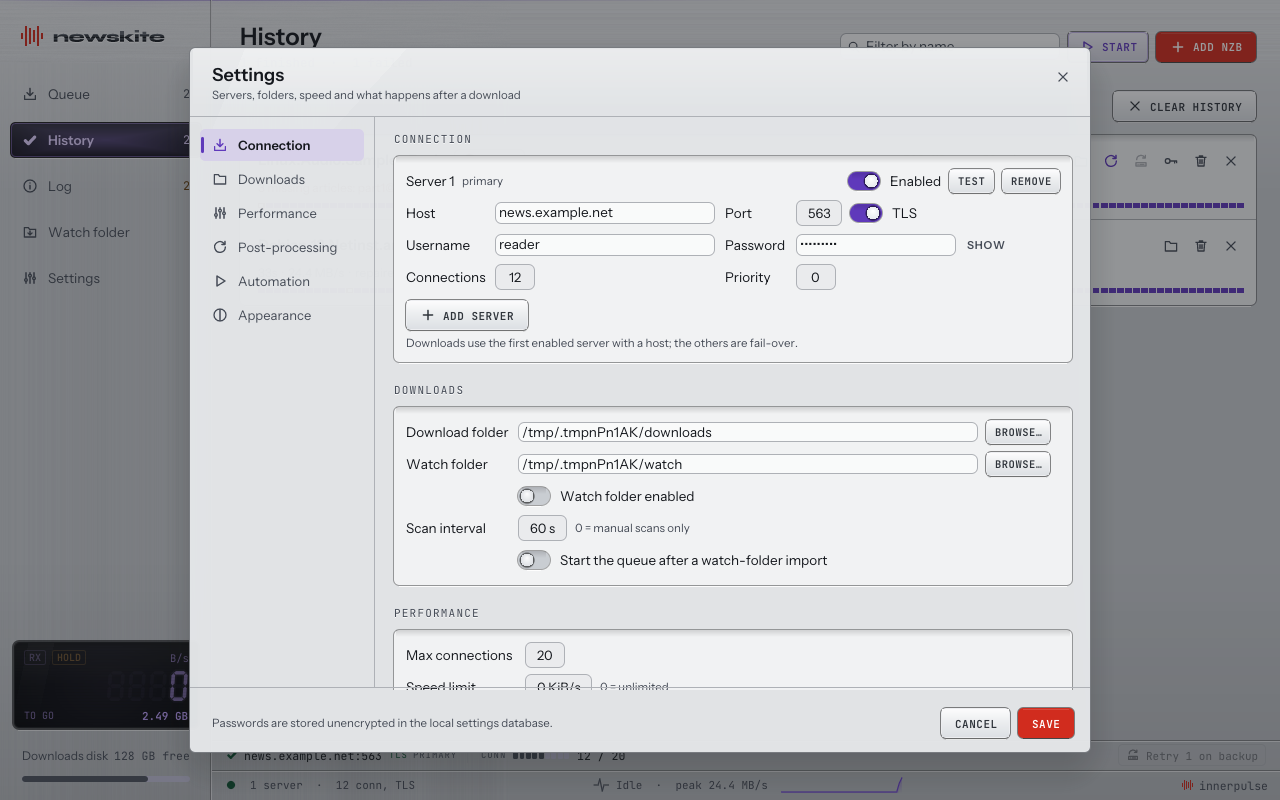 newskite
History
Filter by name
START
ADD NZB
Queue
2
History
2
Log
2
Watch folder
Settings
CLEAR HISTORY
Settings
Servers, folders, speed and what happens after a download
Connection
Downloads
Performance
Post-processing
Automation
Appearance
CONNECTION
Server 1 primary Enabled TEST REMOVE
Host news.example.net Port 563 TLS
Username reader Password ••••••••• SHOW
Connections 12 Priority 0
ADD SERVER
Downloads use the first enabled server with a host; the others are fail-over.
DOWNLOADS
Download folder /tmp/.tmpnPn1AK/downloads BROWSE…
Watch folder /tmp/.tmpnPn1AK/watch BROWSE…
Watch folder enabled
Scan interval 60 s 0 = manual scans only
Start the queue after a watch-folder import
PERFORMANCE
Max connections 20
Speed limit 0 KiB/s 0 = unlimited
Passwords are stored unencrypted in the local settings database.
CANCEL SAVE
RX HOLD B/s
0
TO GO 2.49 GB
Downloads disk 128 GB free
news.example.net:563 TLS PRIMARY CONN 12 / 20 Retry 1 on backup
1 server · 12 conn, TLS Idle · peak 24.4 MB/s innerpulse